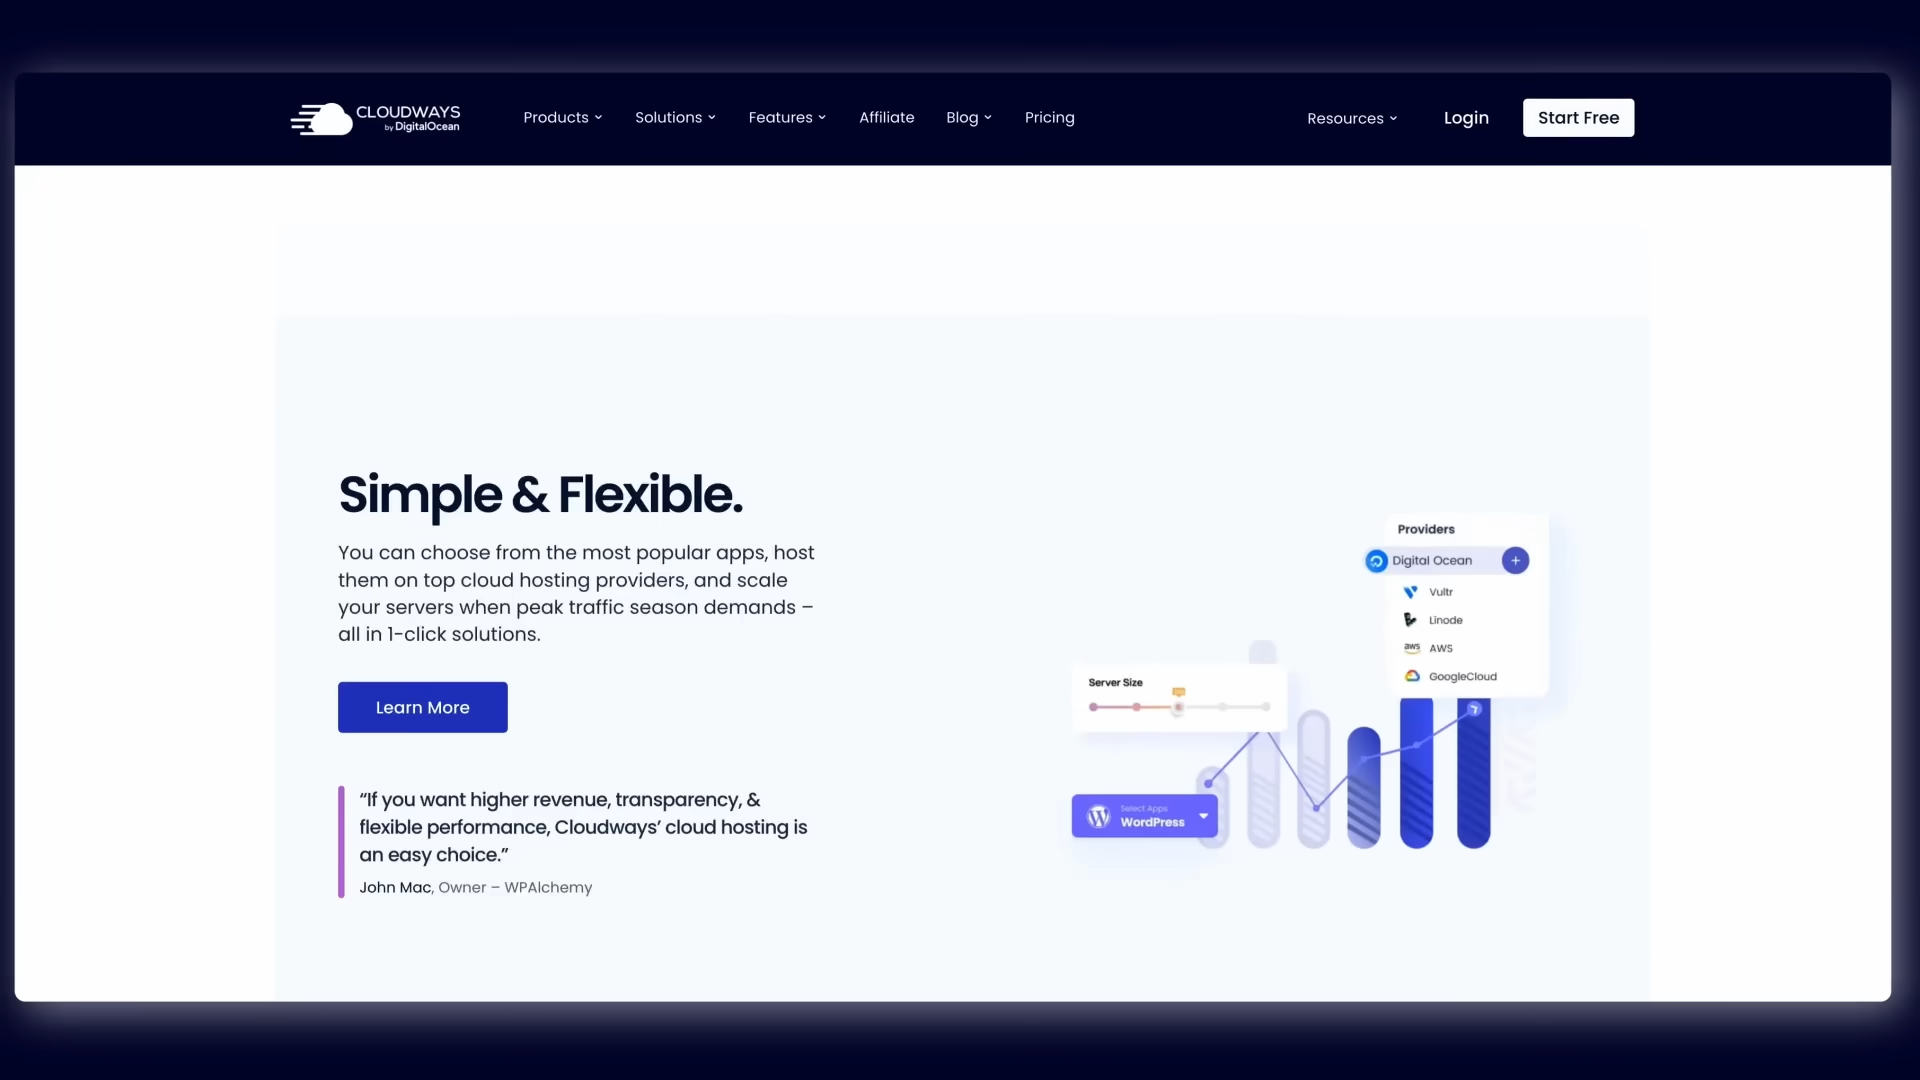 CLOUDWAYS
by DigitalOcean
Products
Solutions
Features
Affiliate
Blog
Pricing
Resources
Login
Start Free
Simple & Flexible.
You can choose from the most popular apps, host
them on top cloud hosting providers, and scale
your servers when peak traffic season demands –
all in 1-click solutions.
Learn More
“If you want higher revenue, transparency, &
flexible performance, Cloudways’ cloud hosting is
an easy choice.”
John Mac, Owner – WPAlchemy
Providers
Digital Ocean
Vultr
Linode
aws AWS
GoogleCloud
Server Size
Select Apps
WordPress